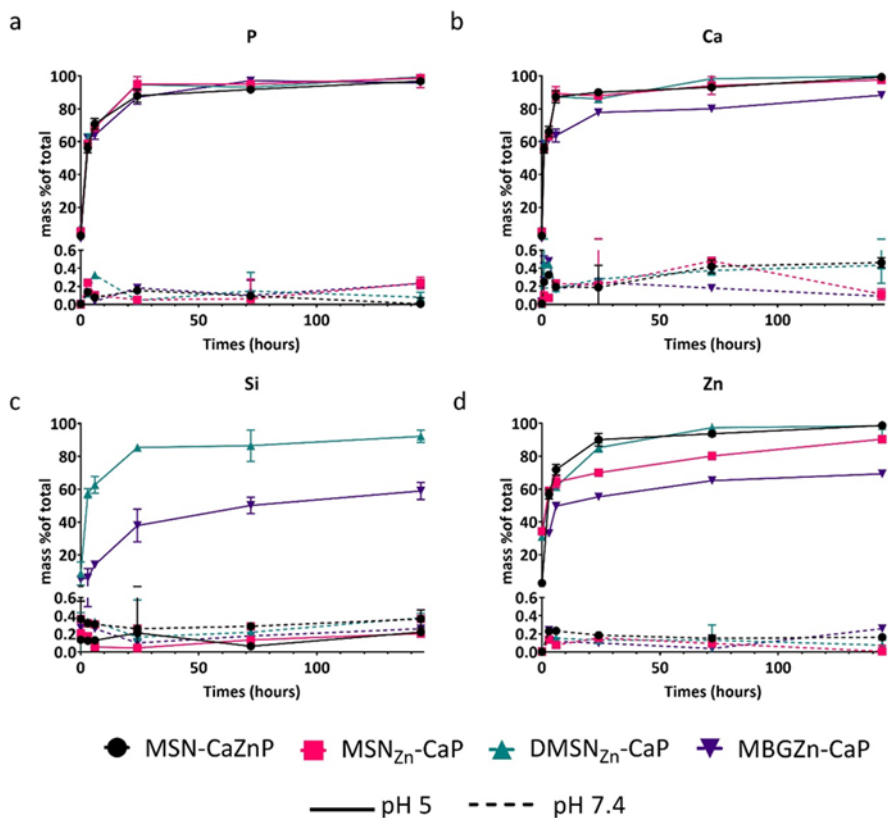 a
P
mass %of total
100
80
60
40
20
0.6
0.4
0.2
0.0
0 50 100
Times (hours)
b
Ca
mass %of total
100
80
60
40
20
0.6
0.4
0.2
0.0
0 50 100
Times (hours)
c
Si
mass %of total
100
80
60
40
20
0.6
0.4
0.2
0.0
0 50 100
Times (hours)
d
Zn
mass %of total
100
80
60
40
20
0.6
0.4
0.2
0.0
0 50 100
Times (hours)
MSN-CaZnP MSN_Zn-CaP DMSN_Zn-CaP MBGZn-CaP
pH 5 pH 7.4